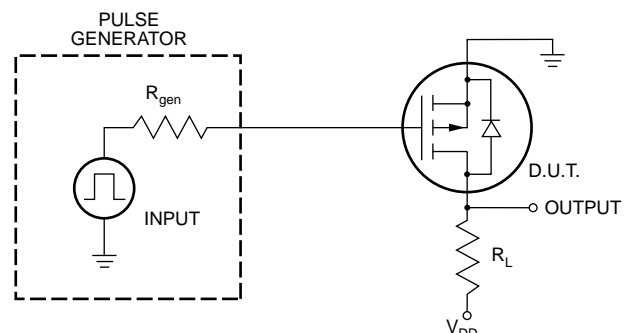 PULSE
GENERATOR
R_gen
INPUT
D.U.T.
OUTPUT
R_L
V_DD